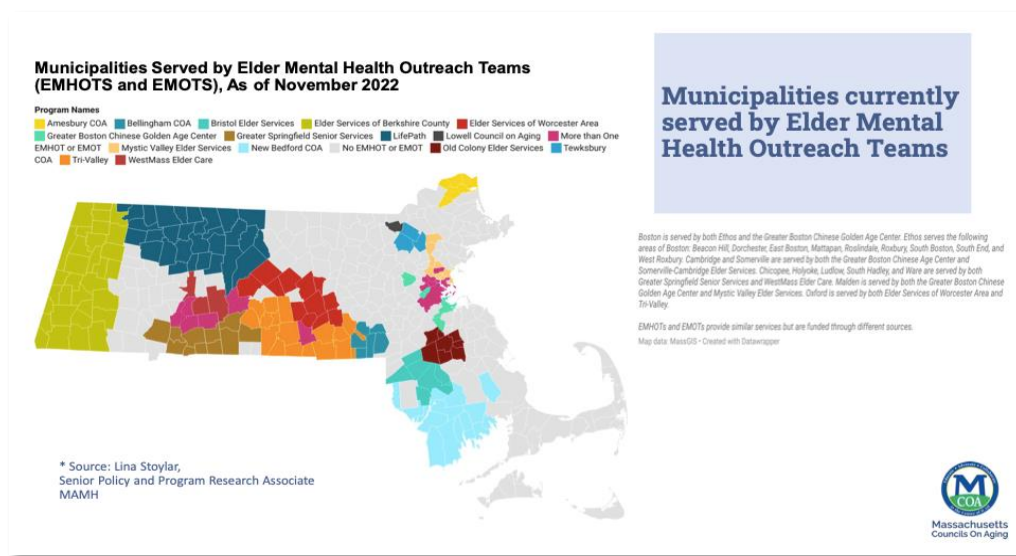 Municipalities Served by Elder Mental Health Outreach Teams
(EMHOTS and EMOTS), As of November 2022
Program Names
Amesbury COA Bellingham COA Bristol Elder Services Elder Services of Berkshire County Elder Services of Worcester Area
Greater Boston Chinese Golden Age Center Greater Springfield Senior Services LifePath Lowell Council on Aging More than One
EMHOT or EMOT Mystic Valley Elder Services New Bedford COA No EMHOT or EMOT Old Colony Elder Services Tewksbury
COA Tri-Valley WestMass Elder Care
* Source: Lina Stoylar,
Senior Policy and Program Research Associate
MAMH
Municipalities currently
served by Elder Mental
Health Outreach Teams
Boston is served by both Ethos and the Greater Boston Chinese Golden Age Center. Ethos serves the following
areas of Boston: Beacon Hill, Dorchester, East Boston, Mattapan, Roslindale, Roxbury, South Boston, South End, and
West Roxbury. Cambridge and Somerville are served by both the Greater Boston Chinese Age Center and
Somerville-Cambridge Elder Services. Chicopee, Holyoke, Ludlow, South Hadley, and Ware are served by both
Greater Springfield Senior Services and WestMass Elder Care. Malden is served by both the Greater Boston Chinese
Golden Age Center and Mystic Valley Elder Services. Oxford is served by both Elder Services of Worcester Area and
Tri-Valley.
EMHOTs and EMOTs provide similar services but are funded through different sources.
Map data: MassGIS • Created with Datawrapper
M
COA
Massachusetts
Councils On Aging